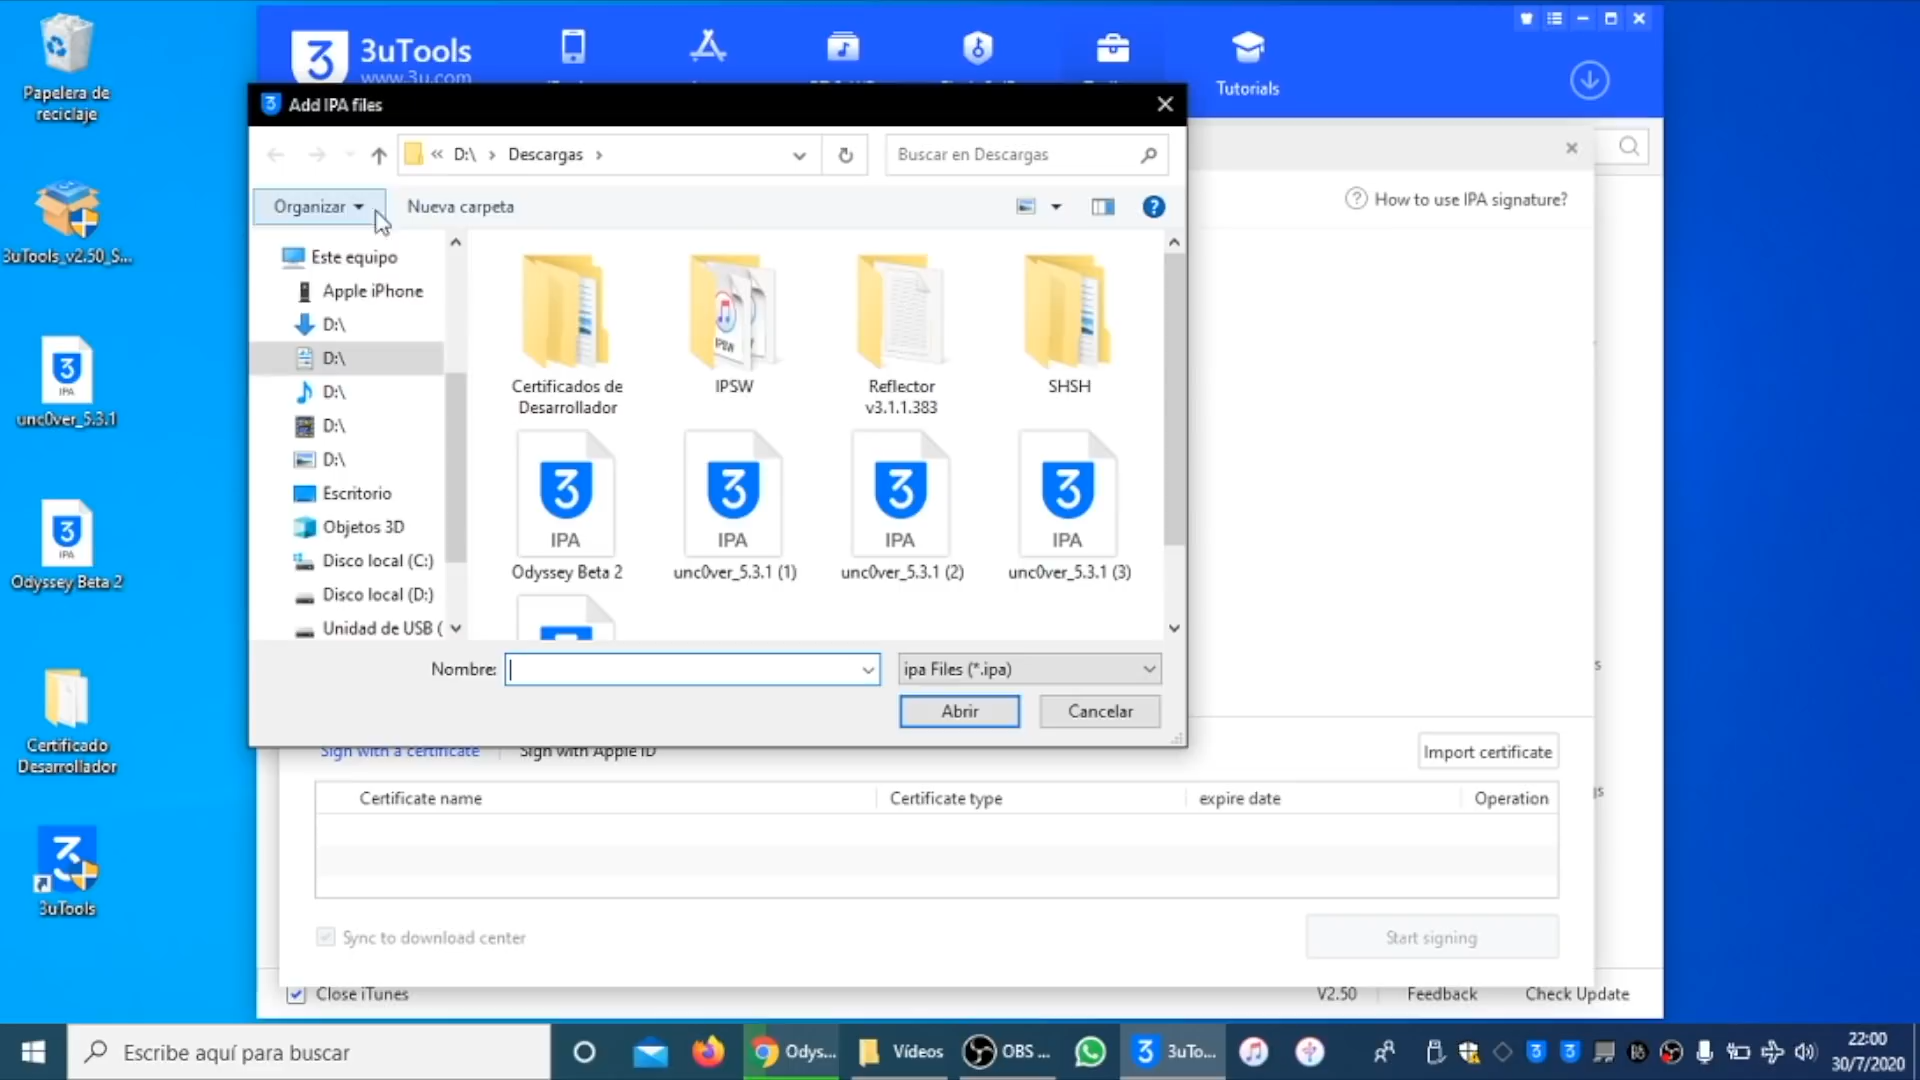 Papelera de
reciclaje
3uTools_v2.50_S...
IPA
unc0ver_5.3.1
IPA
Odyssey Beta 2
Certificado
Desarrollador
3uTools
3uTools
www.3u.com
Tutorials
Add IPA files
« D:\ > Descargas >
Buscar en Descargas
Organizar
Nueva carpeta
Este equipo
Apple iPhone
D:\
D:\
D:\
D:\
D:\
Escritorio
Objetos 3D
Disco local (C:)
Disco local (D:)
Unidad de USB (
Certificados de
Desarrollador
IPSW
IPSW
Reflector
v3.1.1.383
SHSH
IPA
Odyssey Beta 2
IPA
unc0ver_5.3.1 (1)
IPA
unc0ver_5.3.1 (2)
IPA
unc0ver_5.3.1 (3)
Nombre:
ipa Files (*.ipa)
Abrir
Cancelar
How to use IPA signature?
Sign with a certificate
Sign with Apple ID
Import certificate
Certificate name
Certificate type
expire date
Operation
Sync to download center
Start signing
Close iTunes
V2.50
Feedback
Check Update
Escribe aquí para buscar
Odys...
Vídeos
OBS ...
3uTo...
22:00
30/7/2020